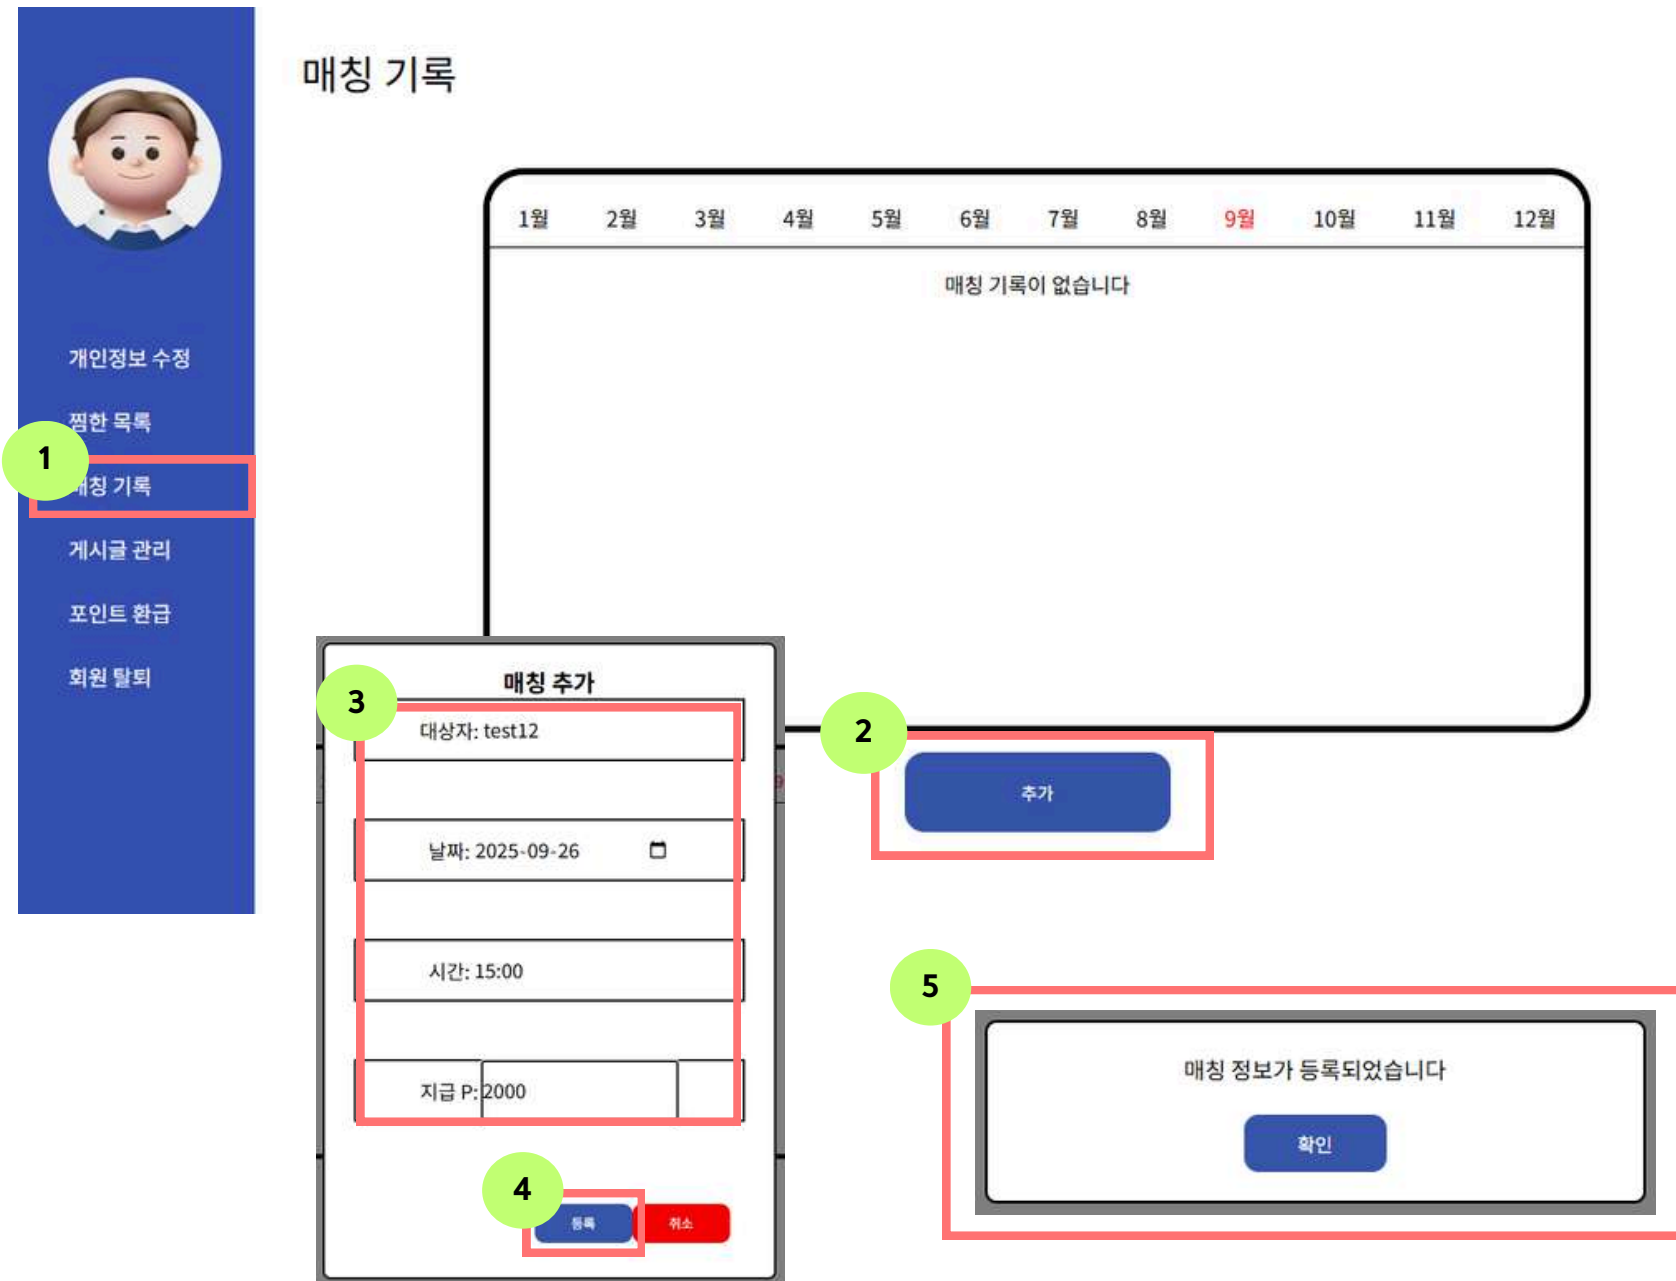 매칭 기록
1월 2월 3월 4월 5월 6월 7월 8월 9월 10월 11월 12월
매칭 기록이 없습니다
개인정보 수정
찜한 목록
1
칭 기록
게시글 관리
포인트 환급
회원 탈퇴
2
추가
3
매칭 추가
대상자: test12
날짜: 2025-09-26
시간: 15:00
지급 P: 2000
4
등록 취소
5
매칭 정보가 등록되었습니다
확인